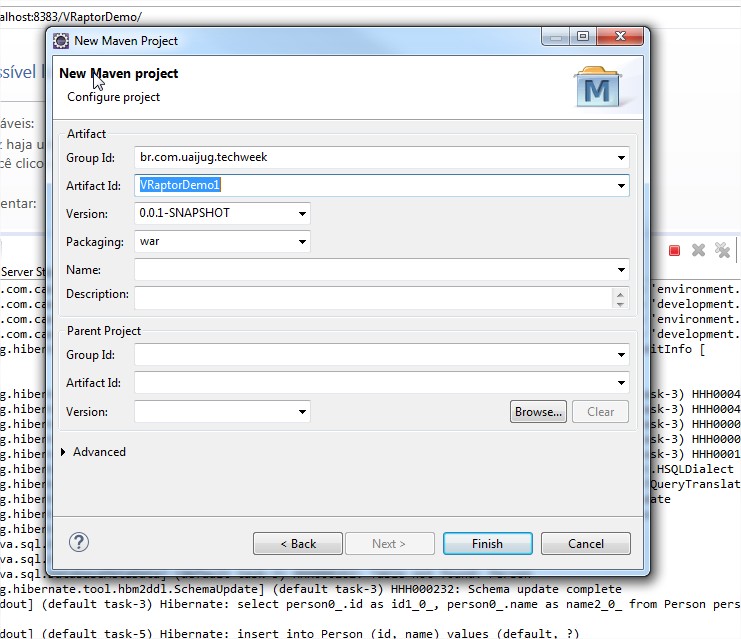 alhost:8383/VRaptorDemo/
New Maven Project
New Maven project
Configure project
M
ssível l
áveis:
z haja u
cê clico
entar:
Artifact
Group Id: br.com.uaijug.techweek
Artifact Id: VRaptorDemo1
Version: 0.0.1-SNAPSHOT
Packaging: war
Name:
Description:
Server St
Parent Project
Group Id:
Artifact Id:
Version: Browse... Clear
Advanced
? < Back Next > Finish Cancel
.com.ca 'environment.
.com.ca 'development.
.com.ca 'environment.
.com.ca 'development.
g.hiber itInfo [
g.hiber sk-3) HHH0004
g.hiber sk-3) HHH0004
g.hiber sk-3) HHH0000
g.hiber sk-3) HHH0000
g.hiber sk-3) HHH0001
g.hiber .HSQLDialect
g.hiber QueryTranslat
g.hiber ate
g.hiber
g.hiber
va.sql.
va.sql.
g.hibernate.tool.hbm2ddl.SchemaUpdate] (default task-3) HHH000232: Schema update complete
dout] (default task-3) Hibernate: select person0_.id as id1_0_, person0_.name as name2_0_ from Person pers
dout] (default task-5) Hibernate: insert into Person (id, name) values (default, ?)